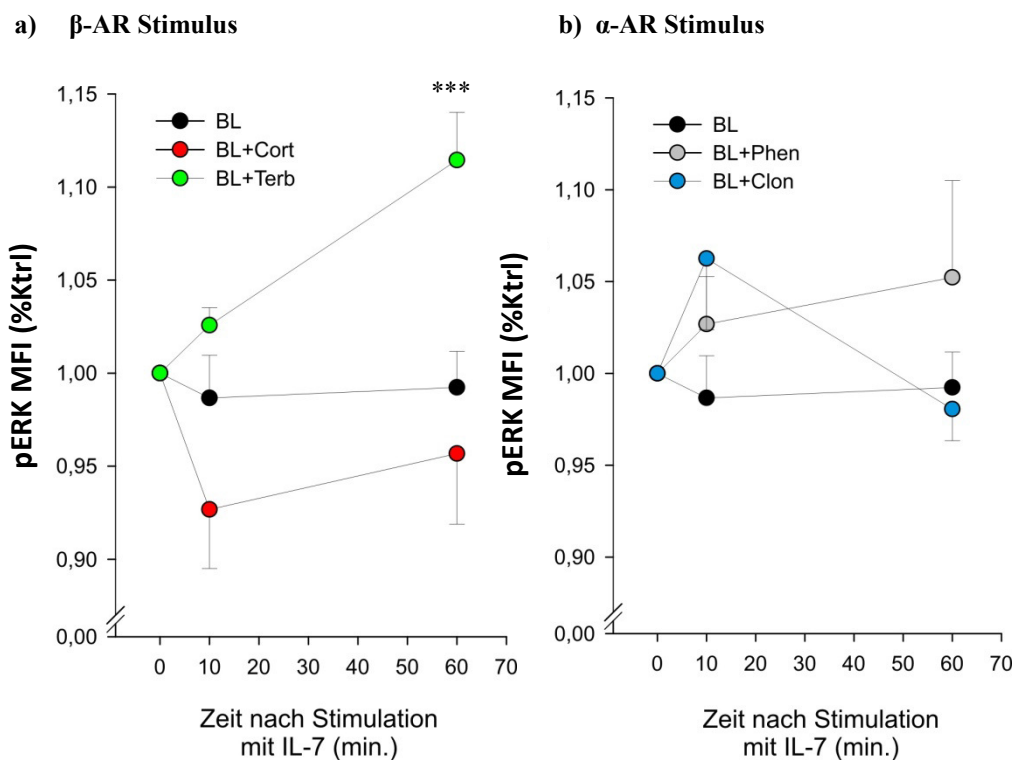 a) β-AR Stimulus
***
1,15
1,10
1,05
1,00
0,95
0,90
0,00
pERK MFI (%Ktrl)
BL
BL+Cort
BL+Terb
0 10 20 30 40 50 60 70
Zeit nach Stimulation
mit IL-7 (min.)
b) α-AR Stimulus
1,15
1,10
1,05
1,00
0,95
0,90
0,00
pERK MFI (%Ktrl)
BL
BL+Phen
BL+Clon
0 10 20 30 40 50 60 70
Zeit nach Stimulation
mit IL-7 (min.)